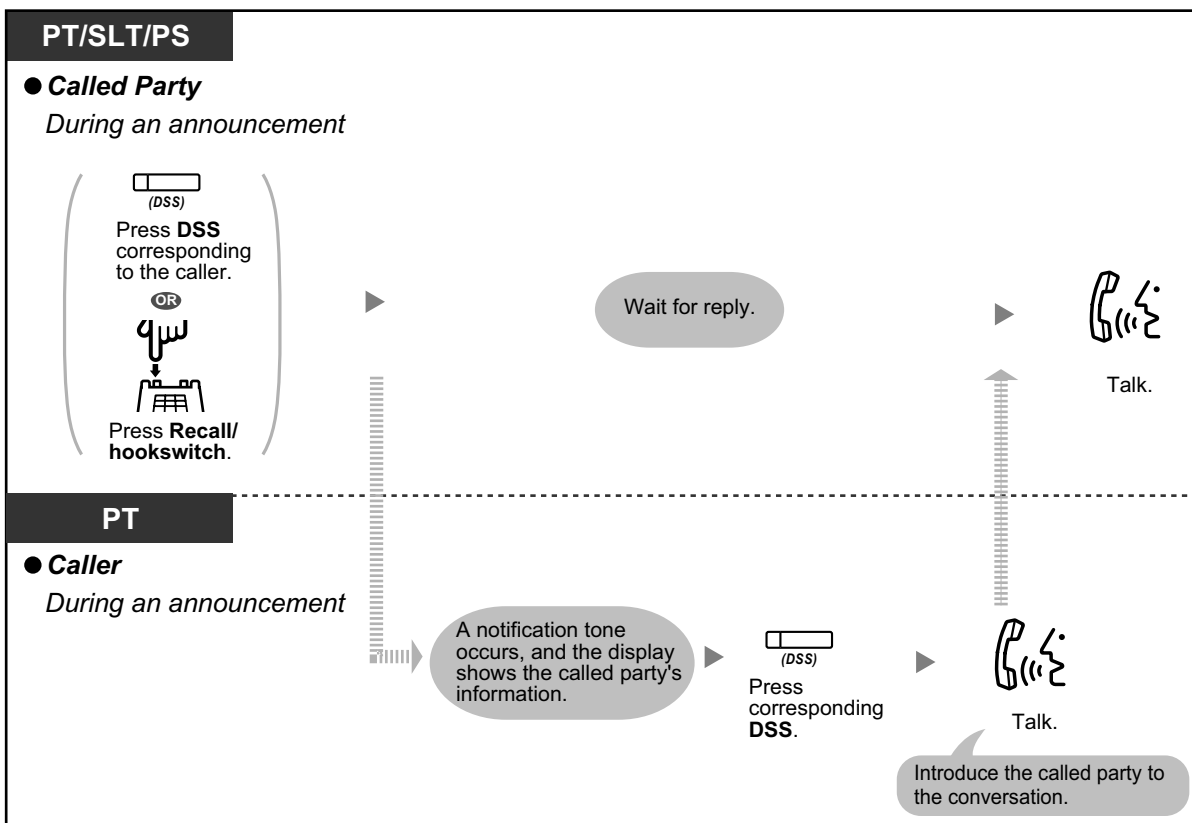 PT/SLT/PS
● Called Party
During an announcement
(DSS)
Press DSS
corresponding
to the caller.
OR
Press Recall/
hookswitch.
Wait for reply.
Talk.
PT
● Caller
During an announcement
A notification tone
occurs, and the display
shows the called party's
information.
(DSS)
Press
corresponding
DSS.
Talk.
Introduce the called party to
the conversation.